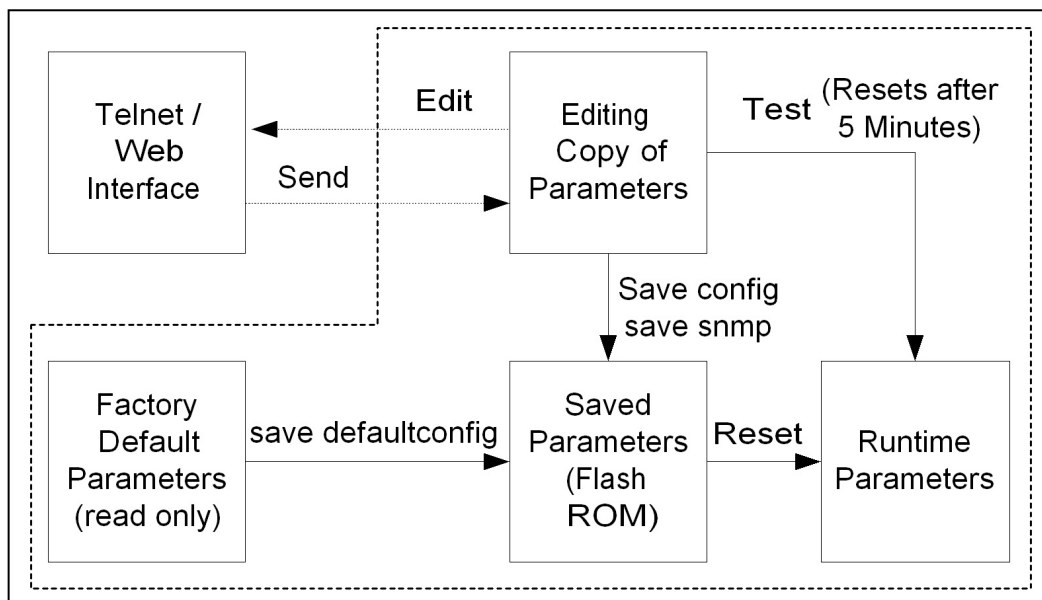 Telnet /
Web
Interface
Edit
Send
Editing
Copy of
Parameters
Test
(Resets after
5 Minutes)
Save config
save snmp
Factory
Default
Parameters
(read only)
save defaultconfig
Saved
Parameters
(Flash
ROM)
Reset
Runtime
Parameters